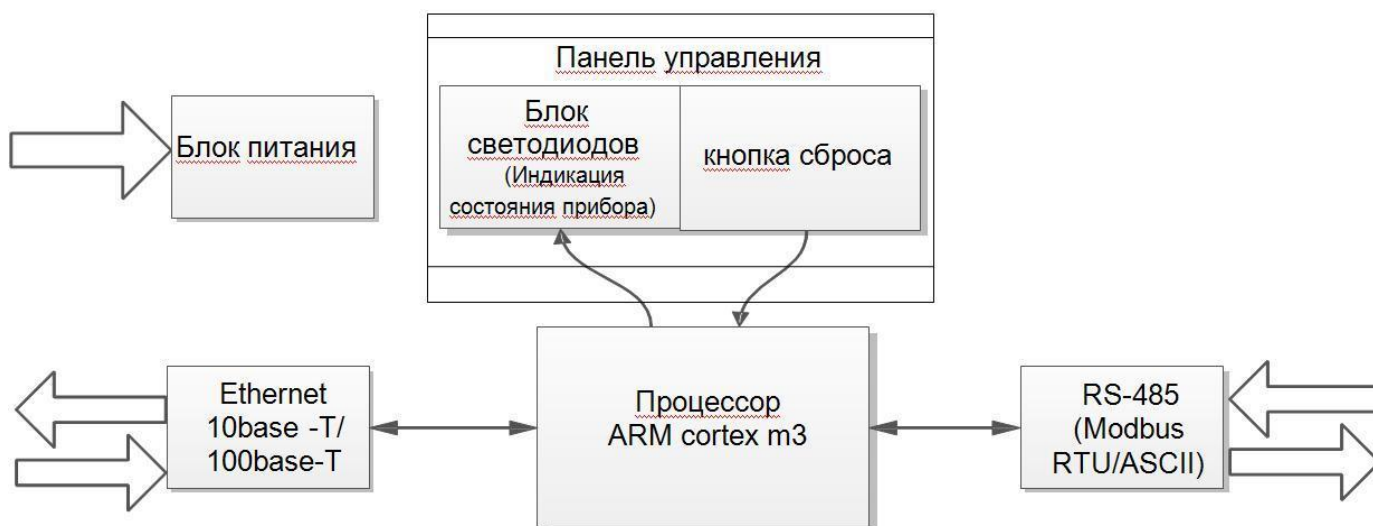 Панель управления
Блок питания
Блок
светодиодов
(Индикация
состояния прибора)
кнопка сброса
Ethernet
10base -T/
100base-T
Процессор
ARM cortex m3
RS-485
(Modbus
RTU/ASCII)